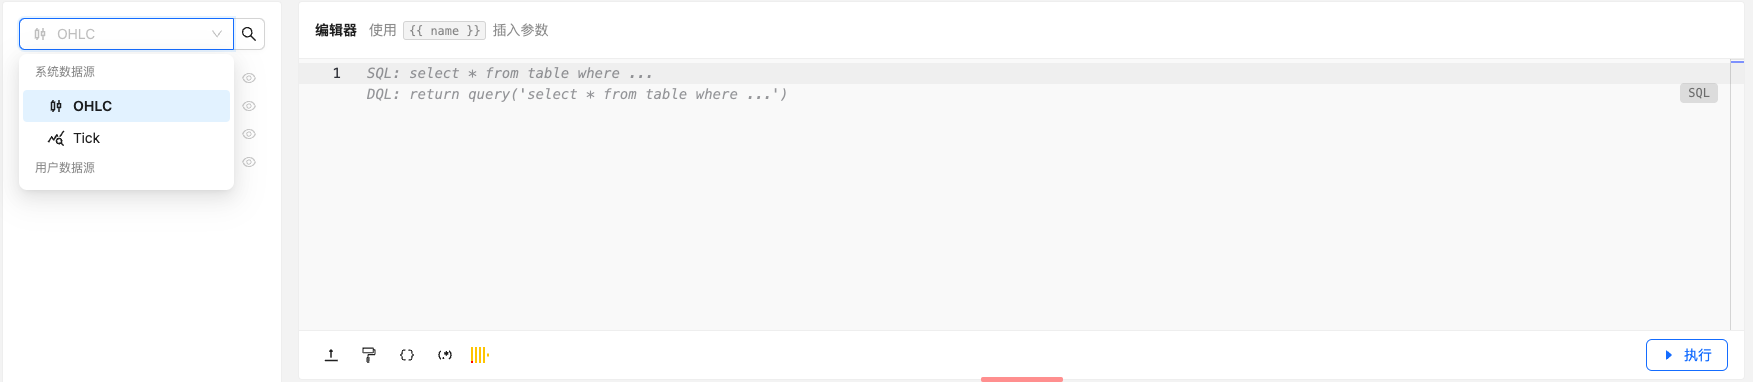 OHLC
系统数据源
OHLC
Tick
用户数据源
编辑器 使用 {{ name }} 插入参数
1 SQL: select * from table where ...
DQL: return query('select * from table where ...')
SQL
{} (.*)
执行